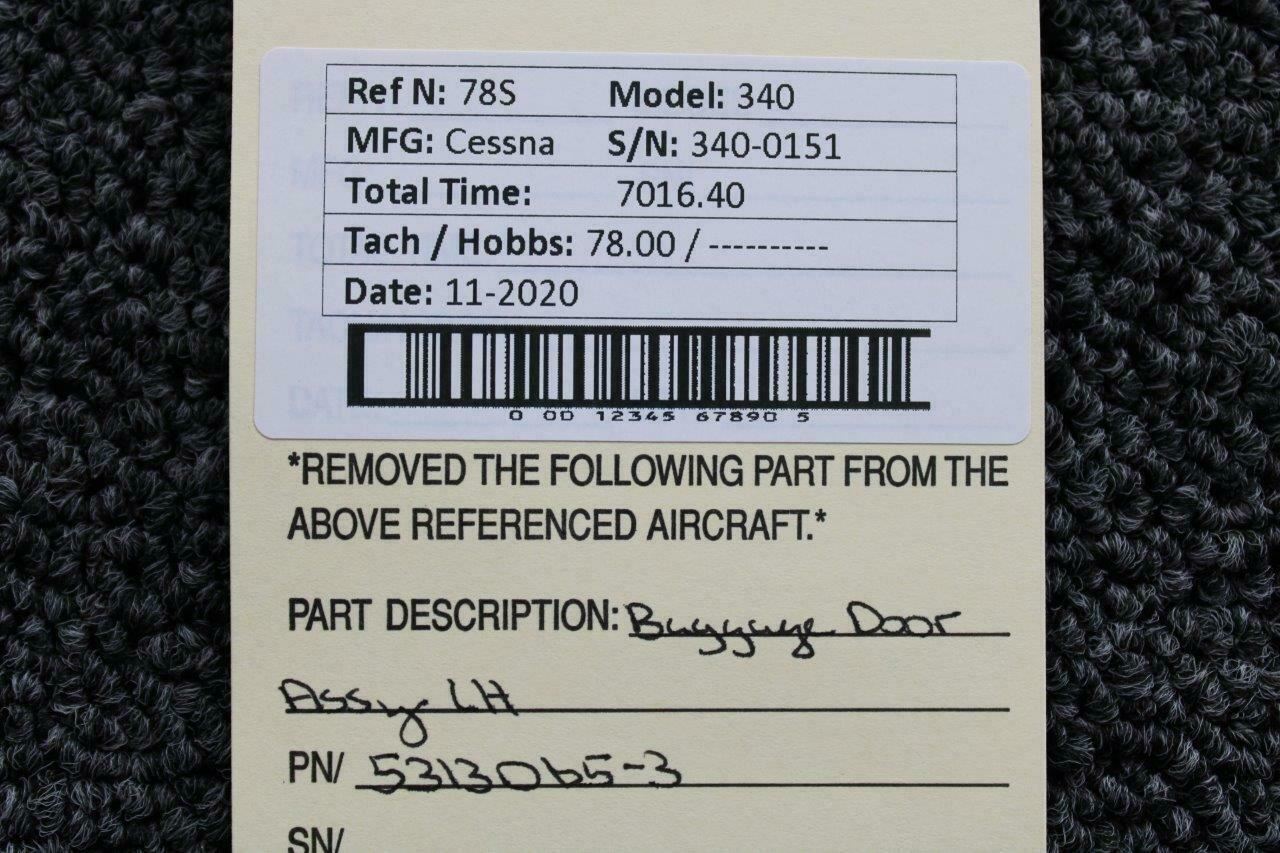 Ref N: 78S Model: 340
MFG: Cessna S/N: 340-0151
Total Time: 7016.40
Tach / Hobbs: 78.00 / ----------
Date: 11-2020
0 00 12345 67890 5
*REMOVED THE FOLLOWING PART FROM THE
ABOVE REFERENCED AIRCRAFT.*
PART DESCRIPTION: Baggage Door
Assy LH
PN/ 5313065-3
SN/